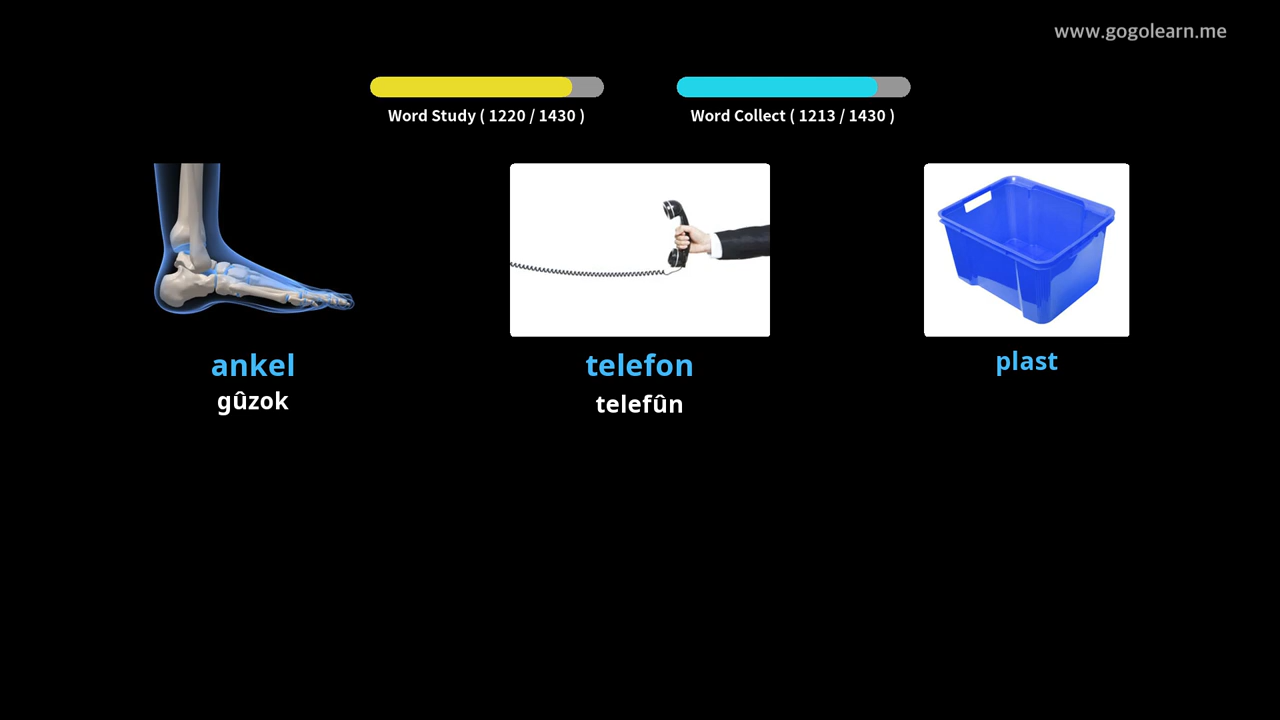 www.gogolearn.me
Word Study ( 1220 / 1430 )
Word Collect ( 1213 / 1430 )
ankel
telefon
plast
gûzok
telefûn